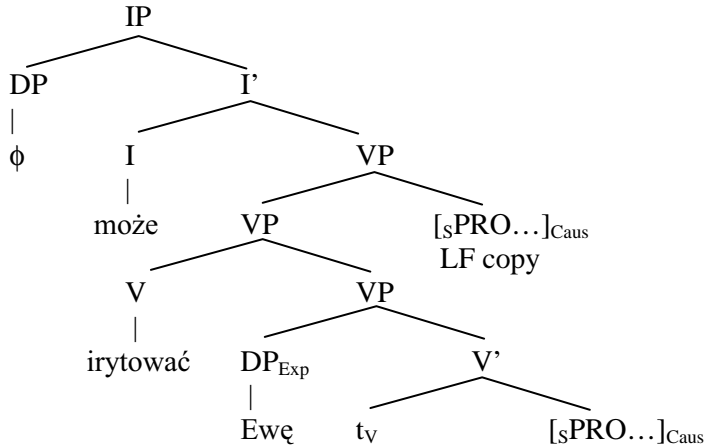 IP
DP I’
ϕ I VP
może VP [SPRO…]Caus
LF copy
V VP
irytować DPExp V’
Ewę tV [SPRO…]Caus